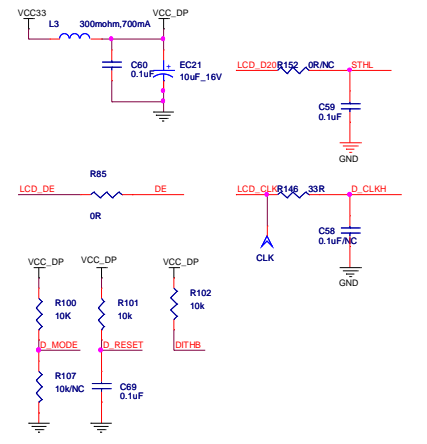 VCC33
VCC_DP
L3
300mohm,700mA
C60
0.1uF
EC21
10uF_16V
LCD_D20
R152
0R/NC
STHL
C59
0.1uF
GND
R85
LCD_DE
DE
0R
LCD_CLK
R146
33R
D_CLKH
C58
0.1uF/NC
CLK
GND
VCC_DP
VCC_DP
VCC_DP
R100
10K
R101
10k
R102
10k
D_MODE
D_RESET
DITHB
R107
10k/NC
C69
0.1uF